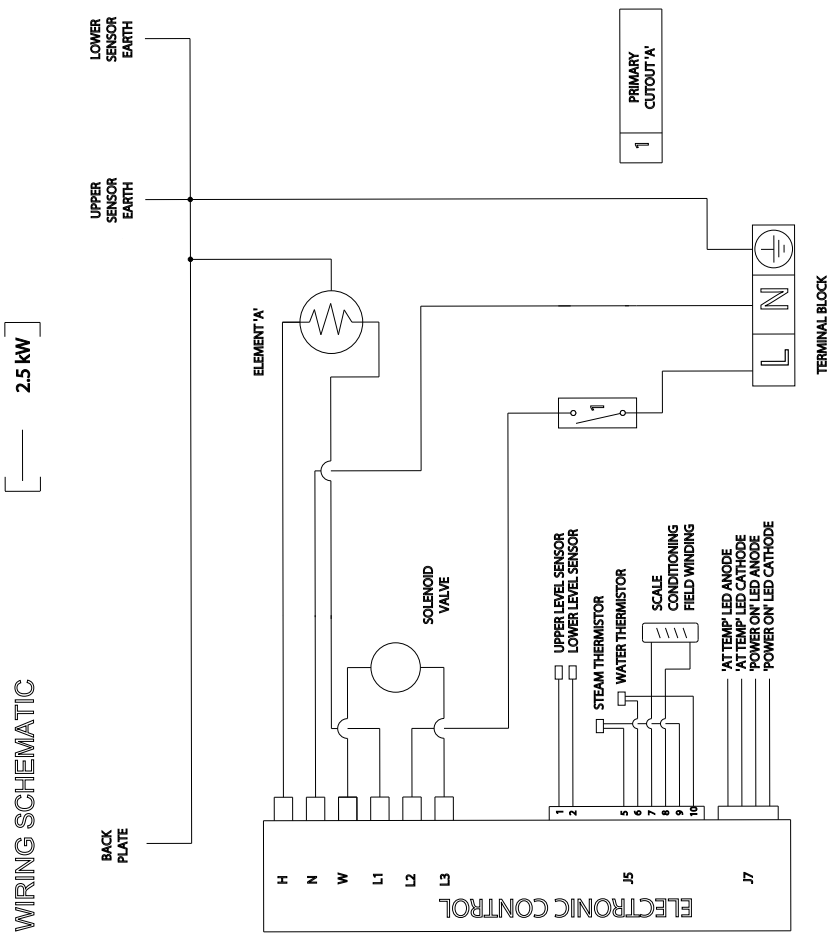 WIRING SCHEMATIC
2.5 kW
BACK
PLATE
UPPER
SENSOR
EARTH
LOWER
SENSOR
EARTH
ELEMENT 'A'
SOLENOID
VALVE
H
N
W
L1
L2
L3
ELECTRONIC CONTROL
J5
J7
1
2
5
6
7
8
9
10
UPPER LEVEL SENSOR
LOWER LEVEL SENSOR
STEAM THERMISTOR
WATER THERMISTOR
SCALE
CONDITIONING
FIELD WINDING
'AT TEMP' LED ANODE
'AT TEMP' LED CATHODE
'POWER ON' LED ANODE
'POWER ON' LED CATHODE
1
L
N
TERMINAL BLOCK
1
PRIMARY
CUTOUT 'A'